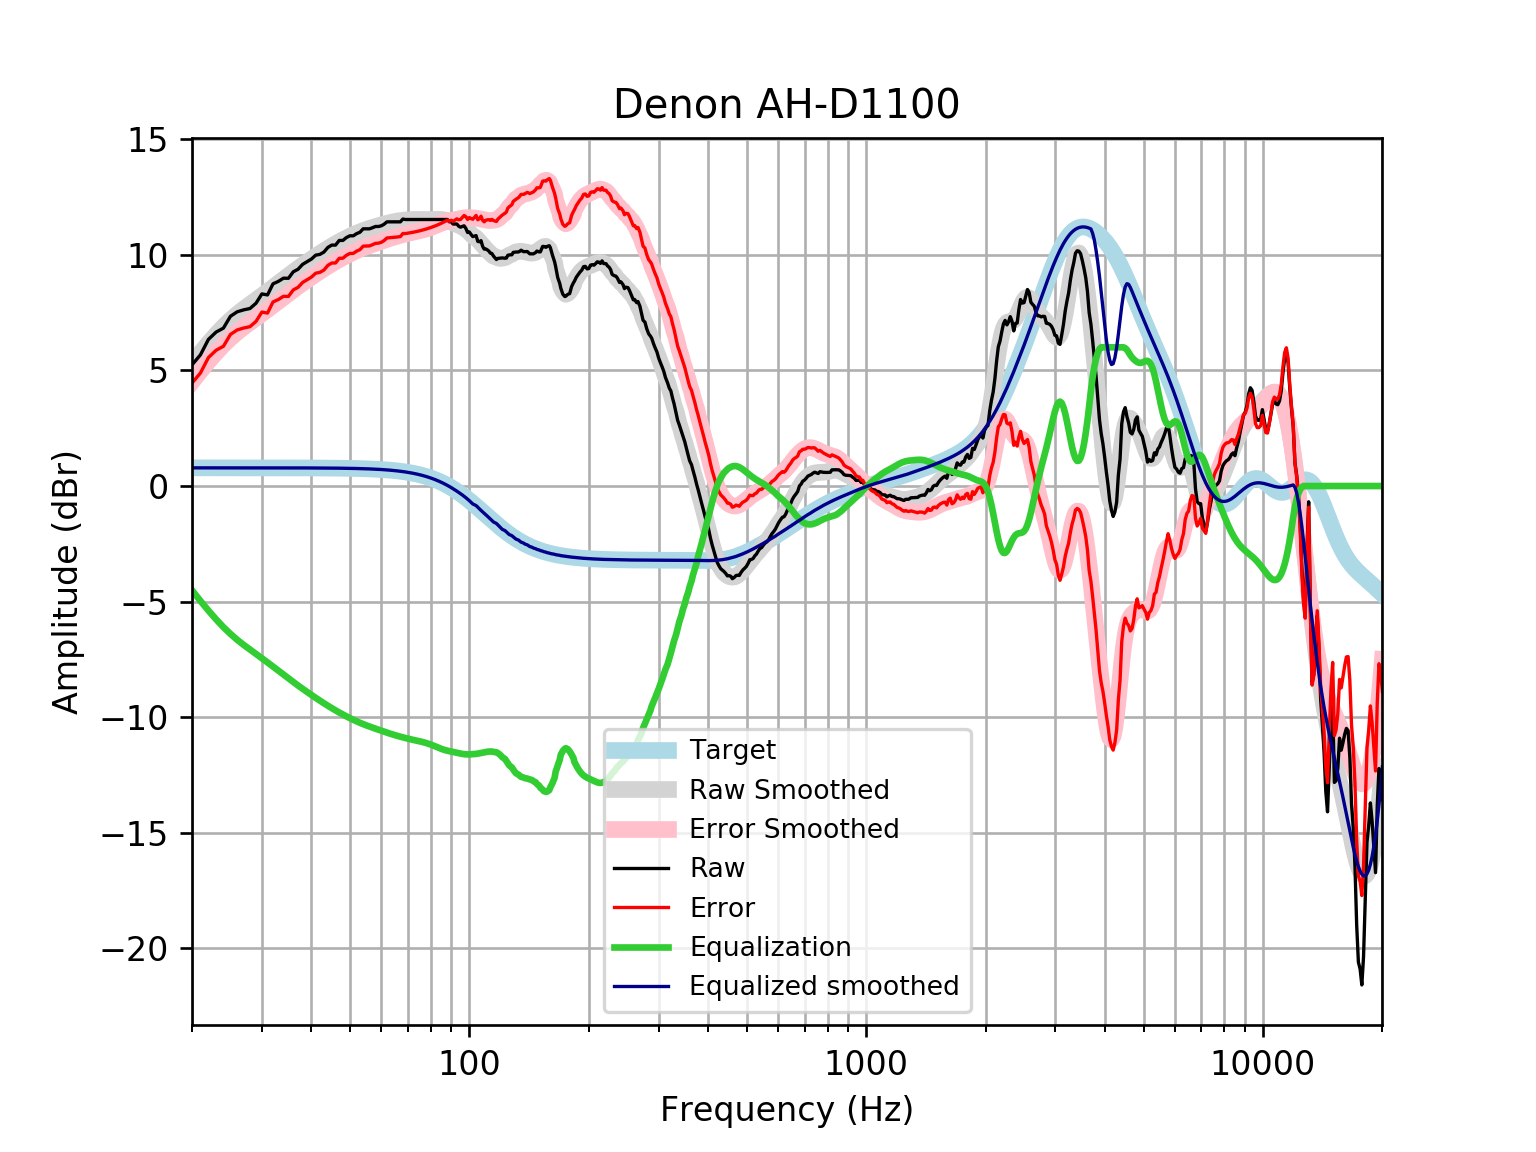 Denon AH-D1100
15
10
5
0
−5
−10
−15
−20
Amplitude (dBr)
Target
Raw Smoothed
Error Smoothed
Raw
Error
Equalization
Equalized smoothed
100
1000
10000
Frequency (Hz)